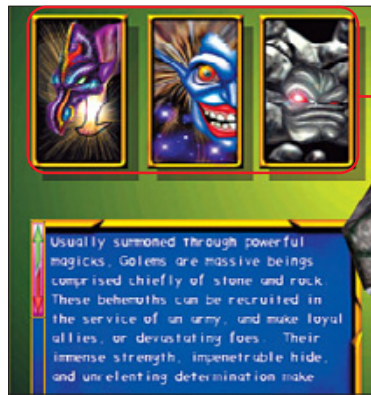 Usually summoned through powerful
magicks, Golems are massive beings
comprised chiefly of stone and rock.
These behemoths can be recruited in
the service of an army, and make loyal
allies, or devastating foes. Their
immense strength, impenetrable hide,
and unrelenting determination make